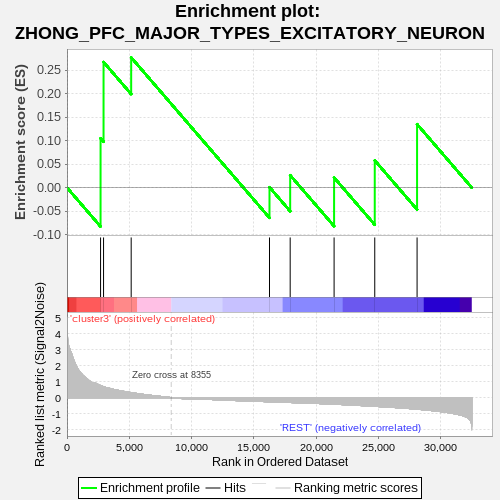 Enrichment plot:
ZHONG_PFC_MAJOR_TYPES_EXCITATORY_NEURON
Enrichment score (ES)
0.25
0.20
0.15
0.10
0.05
0.00
-0.05
-0.10
'cluster3' (positively correlated)
Ranked list metric (Signal2Noise)
5
4
3
2
1
0
-1
-2
Zero cross at 8355
'REST' (negatively correlated)
0
5,000
10,000
15,000
20,000
25,000
30,000
Rank in Ordered Dataset
Enrichment profile
Hits
Ranking metric scores